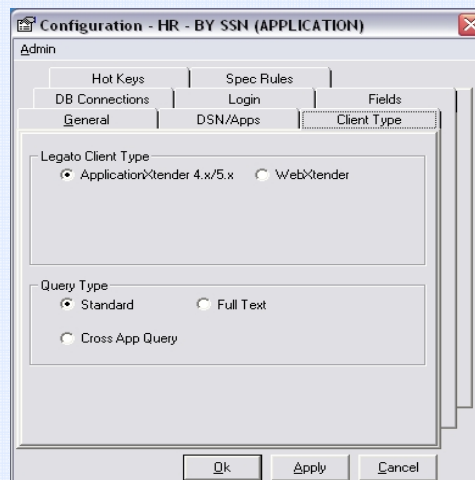 Configuration - HR - BY SSN (APPLICATION)
Admin
Hot Keys Spec Rules
DB Connections Login Fields
General DSN/Apps Client Type
Legato Client Type
ApplicationXtender 4.x/5.x WebXtender
Query Type
Standard Full Text
Cross App Query
Ok Apply Cancel